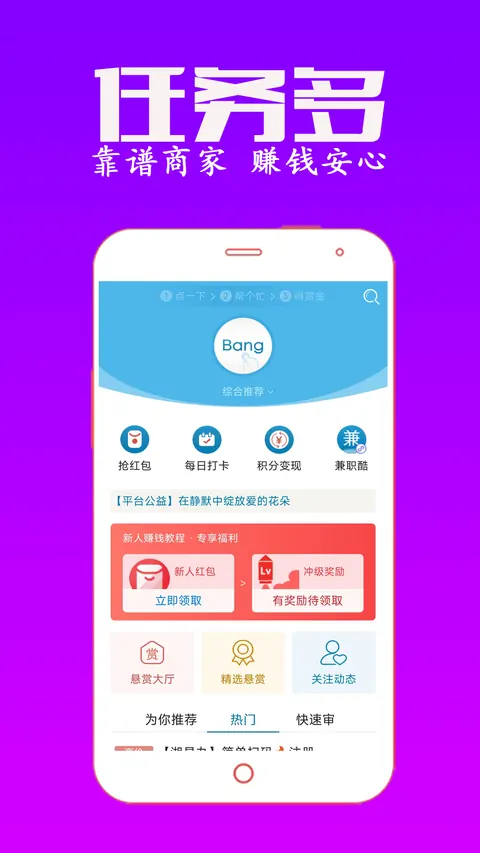 任务多
靠谱商家 赚钱安心
1 点一下 > 2 帮个忙 > 3 得赏金
Bang
综合推荐
抢红包 每日打卡 积分变现 兼职酷
兼
【平台公益】在静默中绽放爱的花朵
新人赚钱教程 · 专享福利
新人红包 > Lv 冲级奖励
立即领取 有奖励待领取
赏
悬赏大厅 精选悬赏 关注动态
为你推荐 热门 快速审